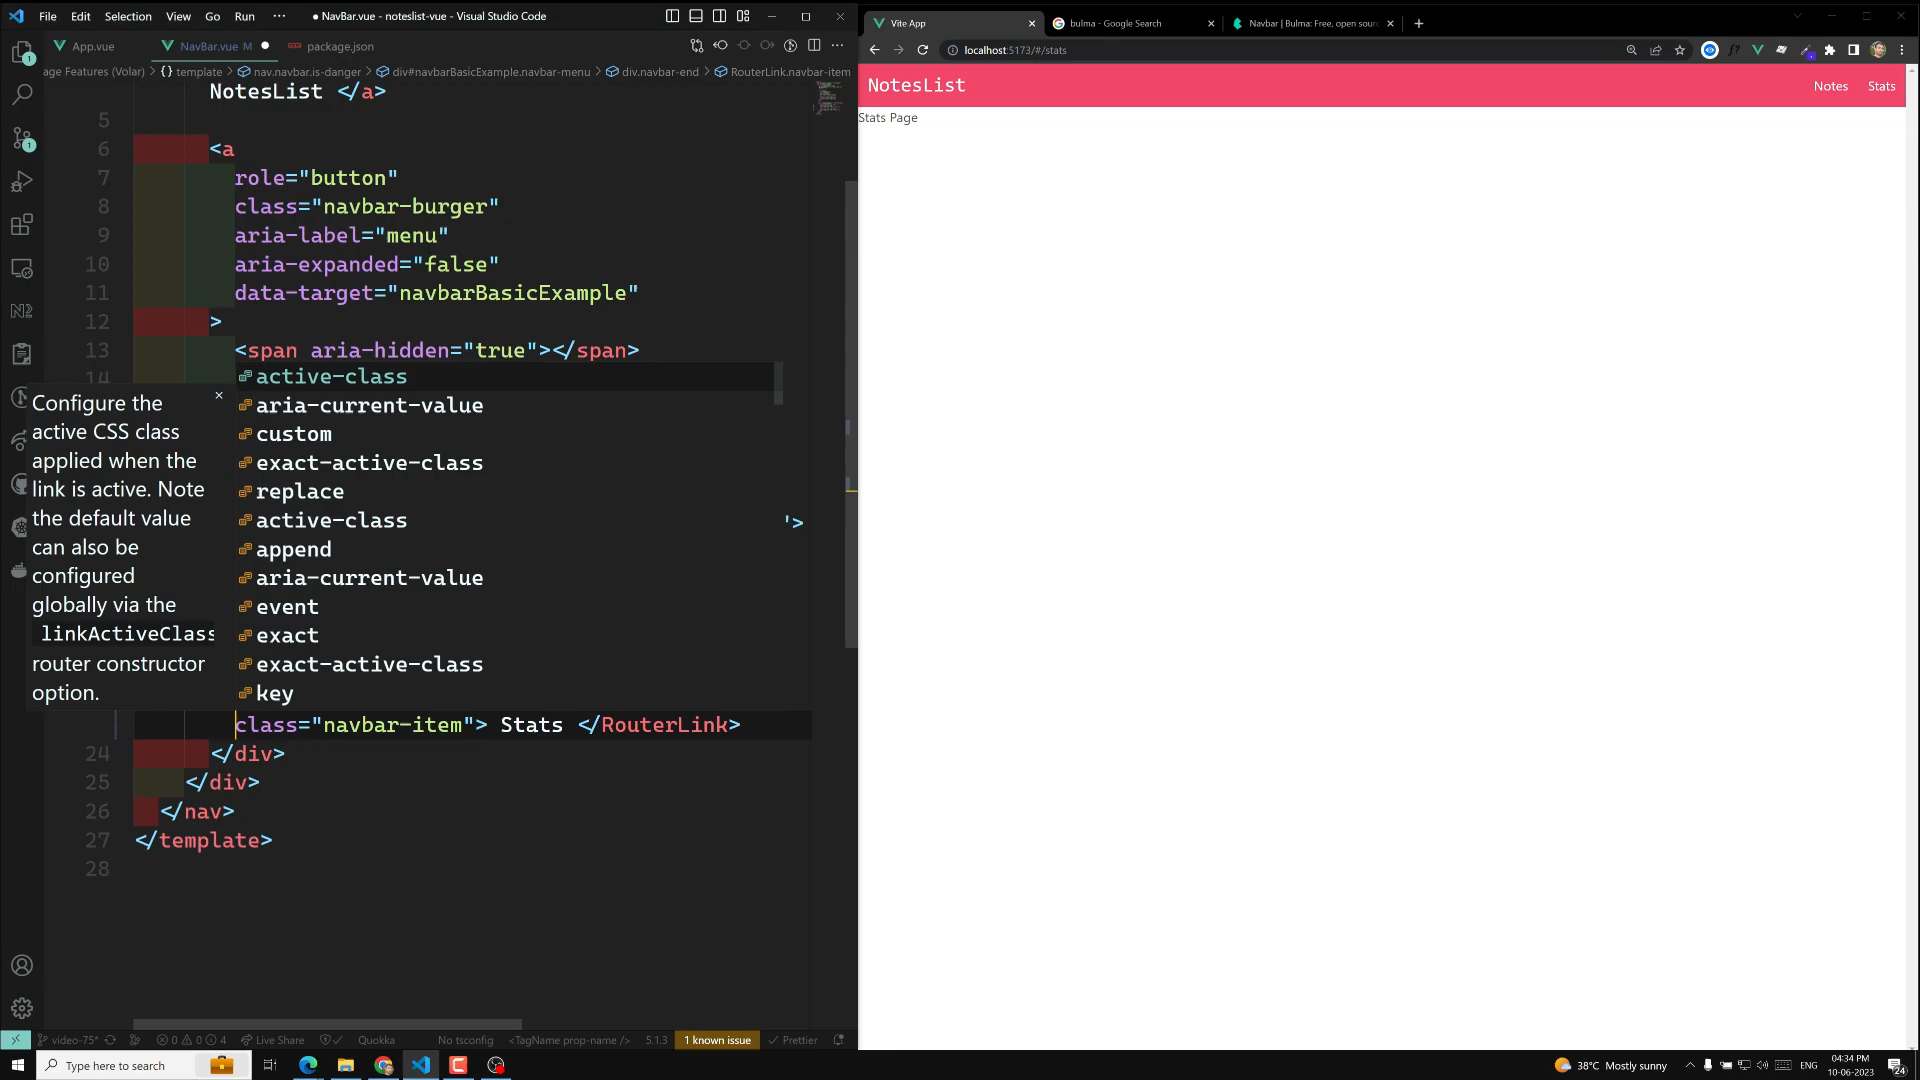 File Edit Selection View Go Run ··· ● NavBar.vue - noteslist-vue - Visual Studio Code
App.vue NavBar.vue M ● package.json
age Features (Volar) > {} template > nav.navbar.is-danger > div#navbarBasicExample.navbar-menu > div.navbar-end > RouterLink.navbar-item
NotesList </a>
5
6 <a
7 role="button"
8 class="navbar-burger"
9 aria-label="menu"
10 aria-expanded="false"
11 data-target="navbarBasicExample"
12 >
13 <span aria-hidden="true"></span>
14
active-class
aria-current-value
custom
exact-active-class
replace
active-class
append
aria-current-value
event
exact
exact-active-class
key
'>
Configure the
active CSS class
applied when the
link is active. Note
the default value
can also be
configured
globally via the
linkActiveClass
router constructor
option.
class="navbar-item"> Stats </RouterLink>
24 </div>
25 </div>
26 </nav>
27 </template>
28
video-75* 0 0 4 Live Share Quokka No tsconfig <TagName prop-name /> 5.1.3 1 known issue Prettier
Vite App
bulma - Google Search
Navbar | Bulma: Free, open sourc
localhost:5173/#/stats
NotesList Notes Stats
Stats Page
Type here to search
38°C Mostly sunny ENG 04:34 PM
10-06-2023
24